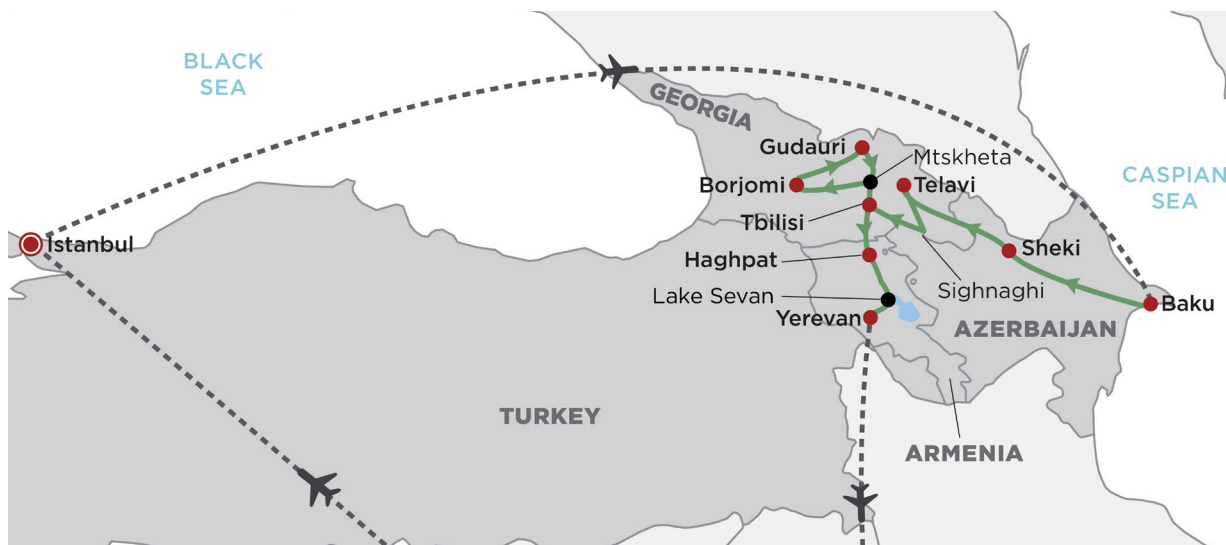 BLACK
SEA
GEORGIA
Gudauri
Mtskheta
Borjomi
Telavi
CASPIAN
SEA
Tbilisi
Istanbul
Haghpat
Sheki
Sighnaghi
Lake Sevan
Yerevan
Baku
AZERBAIJAN
TURKEY
ARMENIA